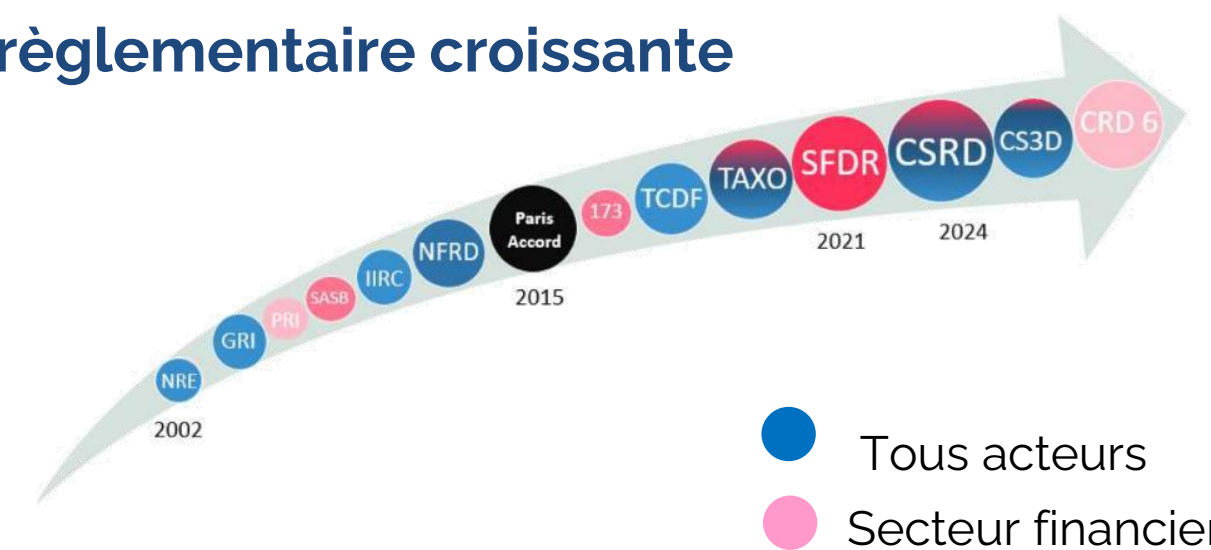 règlementaire croissante
NRE
GRI
PRI
SASB
IIRC
NFRD
Paris
Accord
173
TCDF
TAXO
SFDR
CSRD
CS3D
CRD 6
2002
2015
2021
2024
Tous acteurs
Secteur financier